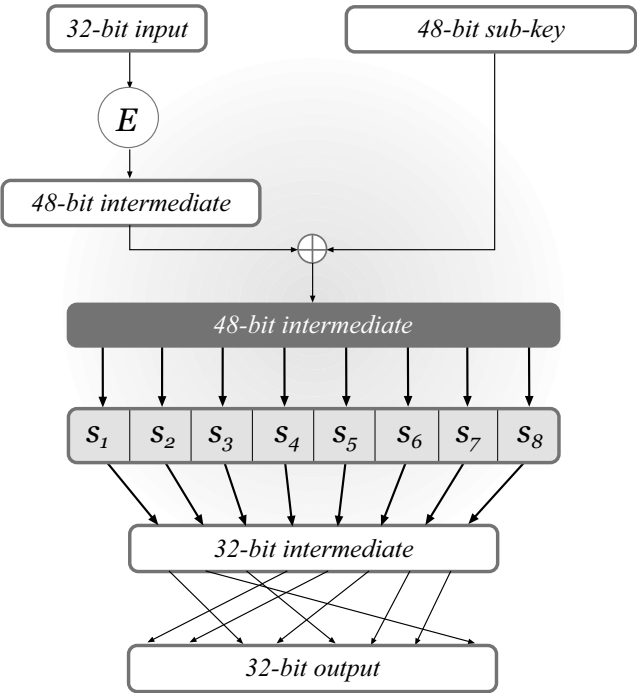 32-bit input
48-bit sub-key
E
48-bit intermediate
48-bit intermediate
S1 S2 S3 S4 S5 S6 S7 S8
32-bit intermediate
32-bit output